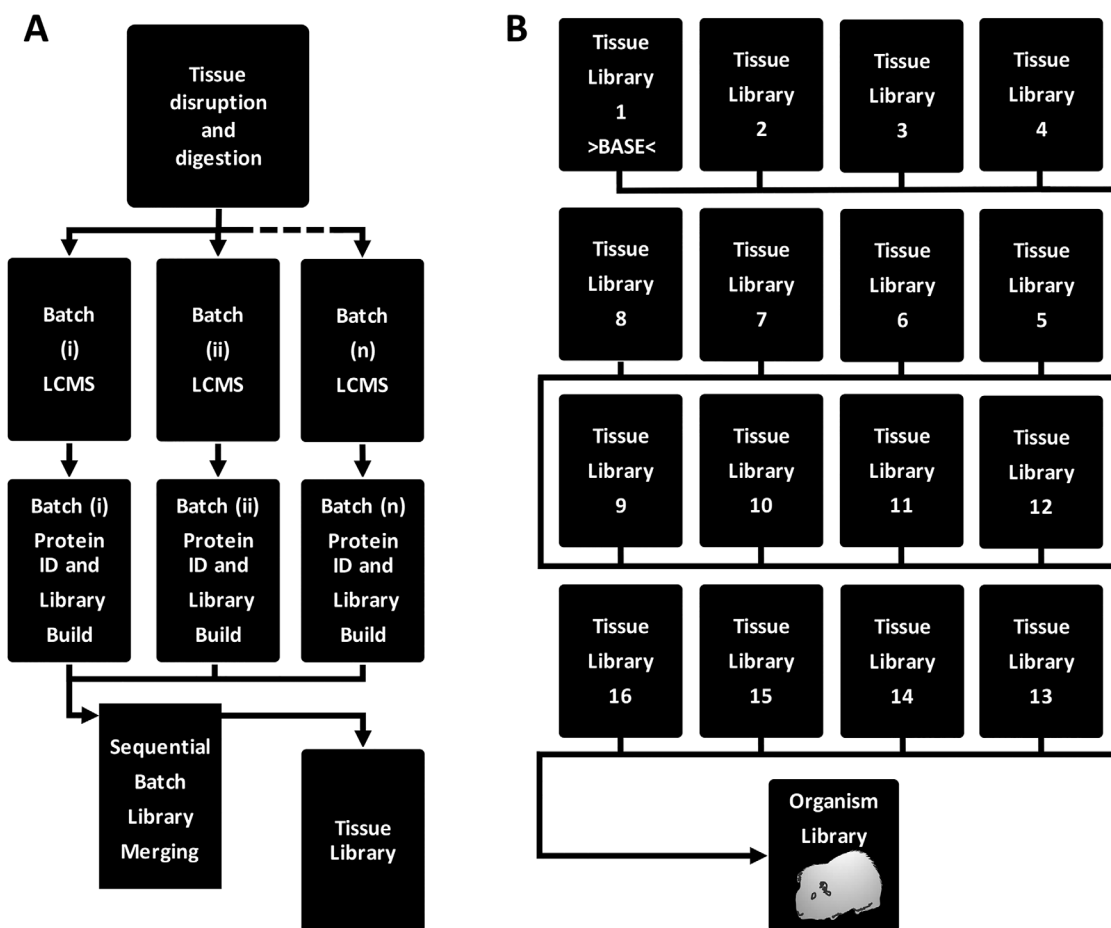 A
Tissue
disruption
and
digestion
Batch
(i)
LCMS
Batch
(ii)
LCMS
Batch
(n)
LCMS
Batch (i)
Protein
ID and
Library
Build
Batch (ii)
Protein
ID and
Library
Build
Batch (n)
Protein
ID and
Library
Build
Sequential
Batch
Library
Merging
Tissue
Library
B
Tissue
Library
1
>BASE<
Tissue
Library
2
Tissue
Library
3
Tissue
Library
4
Tissue
Library
8
Tissue
Library
7
Tissue
Library
6
Tissue
Library
5
Tissue
Library
9
Tissue
Library
10
Tissue
Library
11
Tissue
Library
12
Tissue
Library
16
Tissue
Library
15
Tissue
Library
14
Tissue
Library
13
Organism
Library